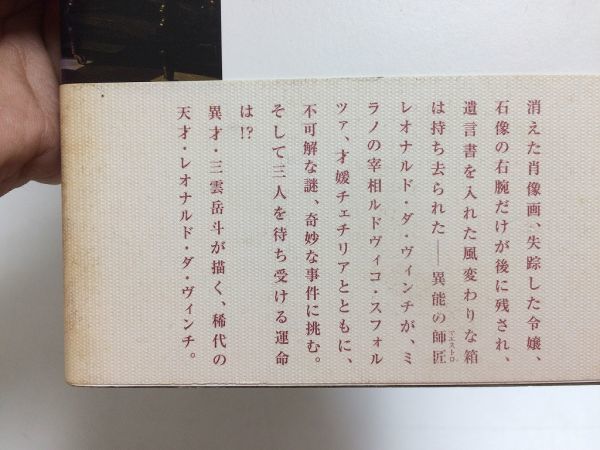 消えた肖像画、失踪した令嬢、
石像の右腕だけが後に残され、
遺言書を入れた風変わりな箱
は持ち去られた――異能の師匠
マエストロ
レオナルド・ダ・ヴィンチが、ミ
ラノの宰相ルドヴィコ・スフォル
ツァ、才媛チェチリアとともに、
不可解な謎、奇妙な事件に挑む。
そして三人を待ち受ける運命
は!?
異才・三雲岳斗が描く、稀代の
天才・レオナルド・ダ・ヴィンチ。